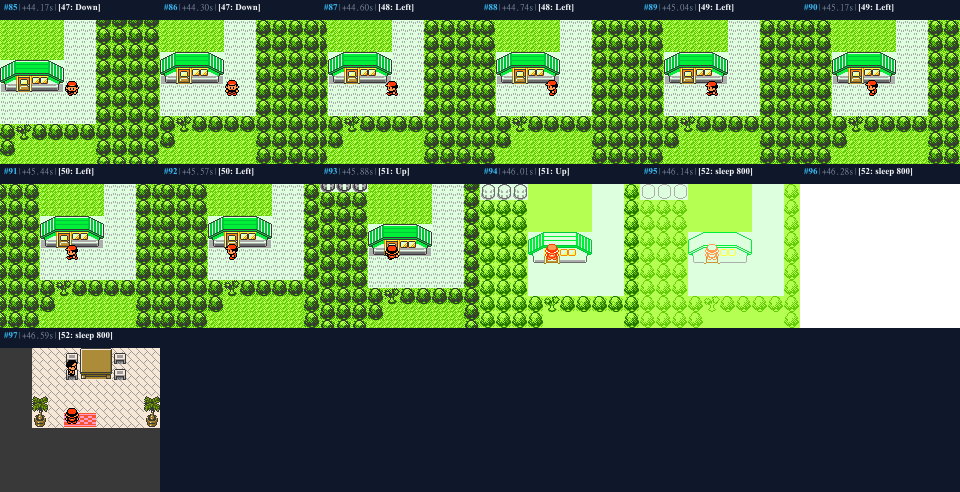 #85|+44.17s|[47: Down]
#86|+44.30s|[47: Down]
#87|+44.60s|[48: Left]
#88|+44.74s|[48: Left]
#89|+45.04s|[49: Left]
#90|+45.17s|[49: Left]
#91|+45.44s|[50: Left]
#92|+45.57s|[50: Left]
#93|+45.88s|[51: Up]
#94|+46.01s|[51: Up]
#95|+46.14s|[52: sleep 800]
#96|+46.28s|[52: sleep 800]
#97|+46.59s|[52: sleep 800]